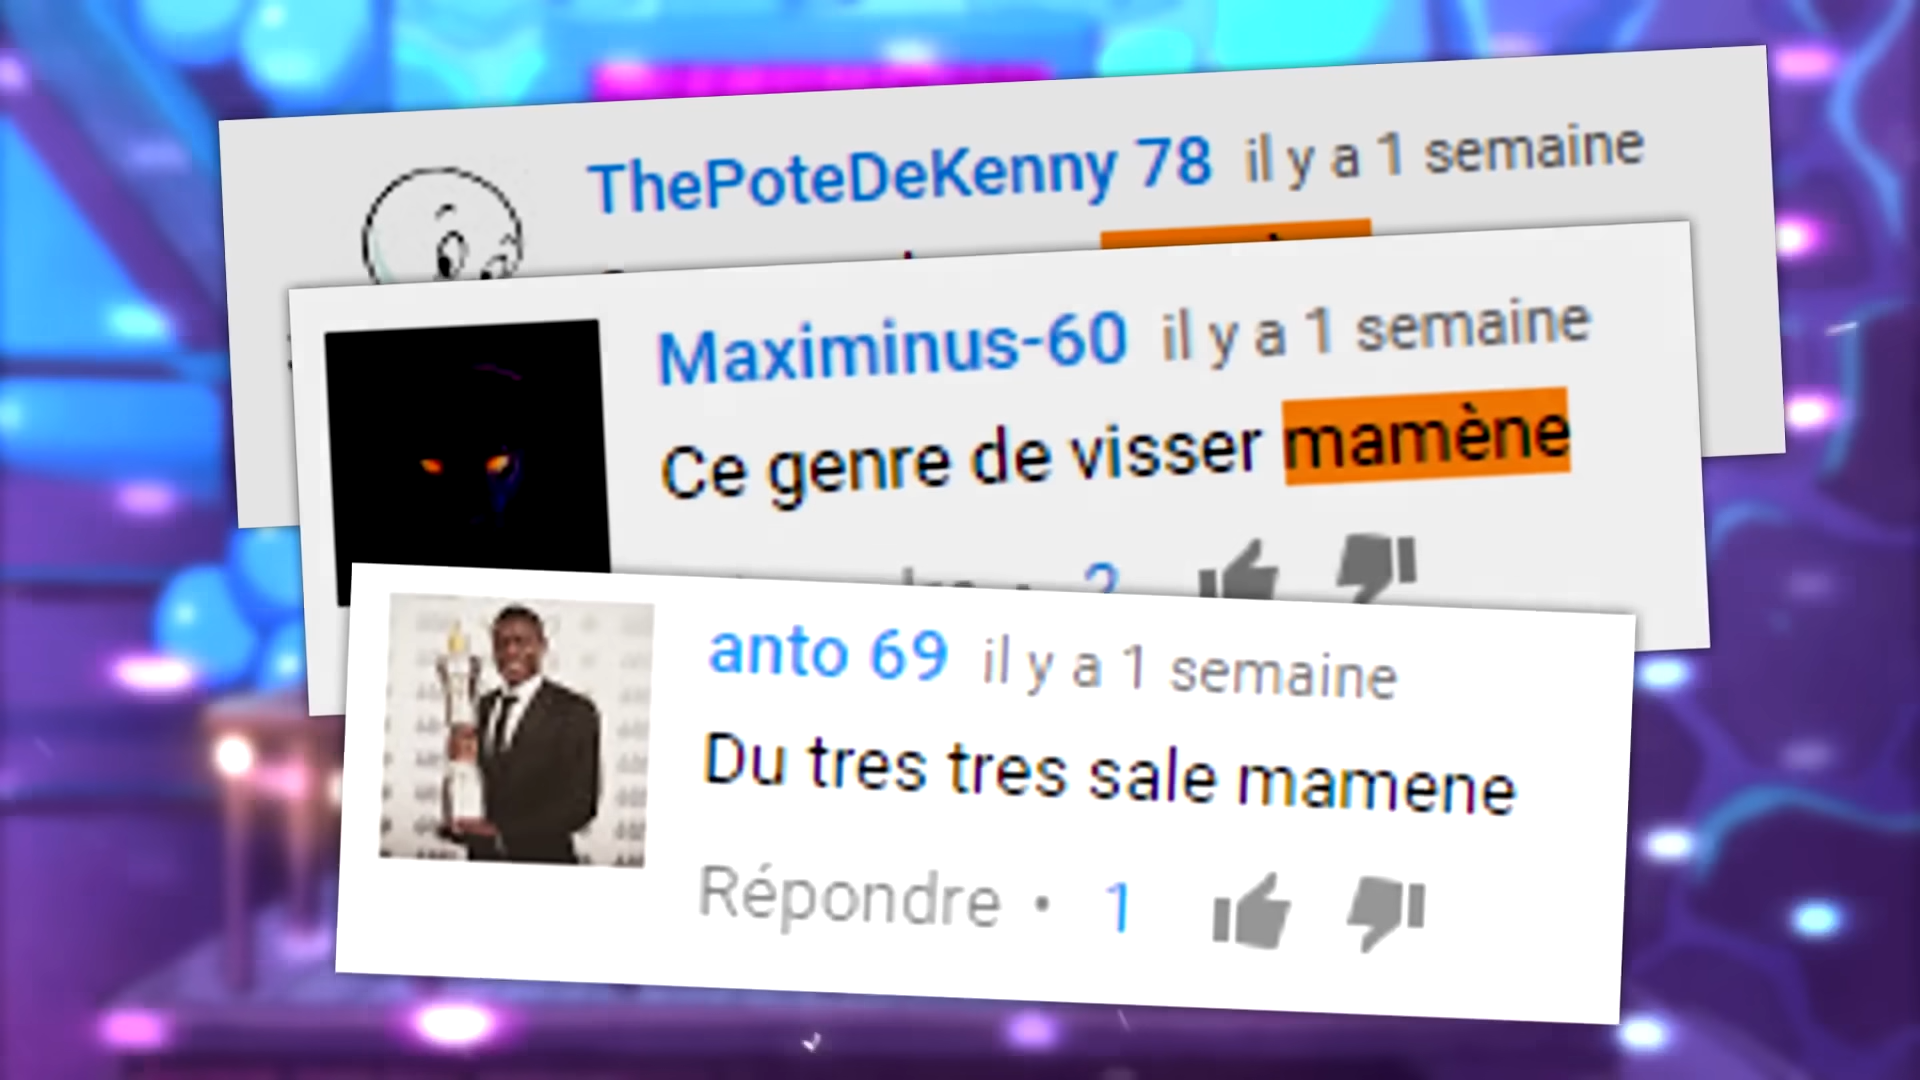 ThePoteDeKenny 78 il y a 1 semaine
Maximinus-60 il y a 1 semaine
Ce genre de visser mamène
2
anto 69 il y a 1 semaine
Du tres tres sale mamene
Répondre • 1